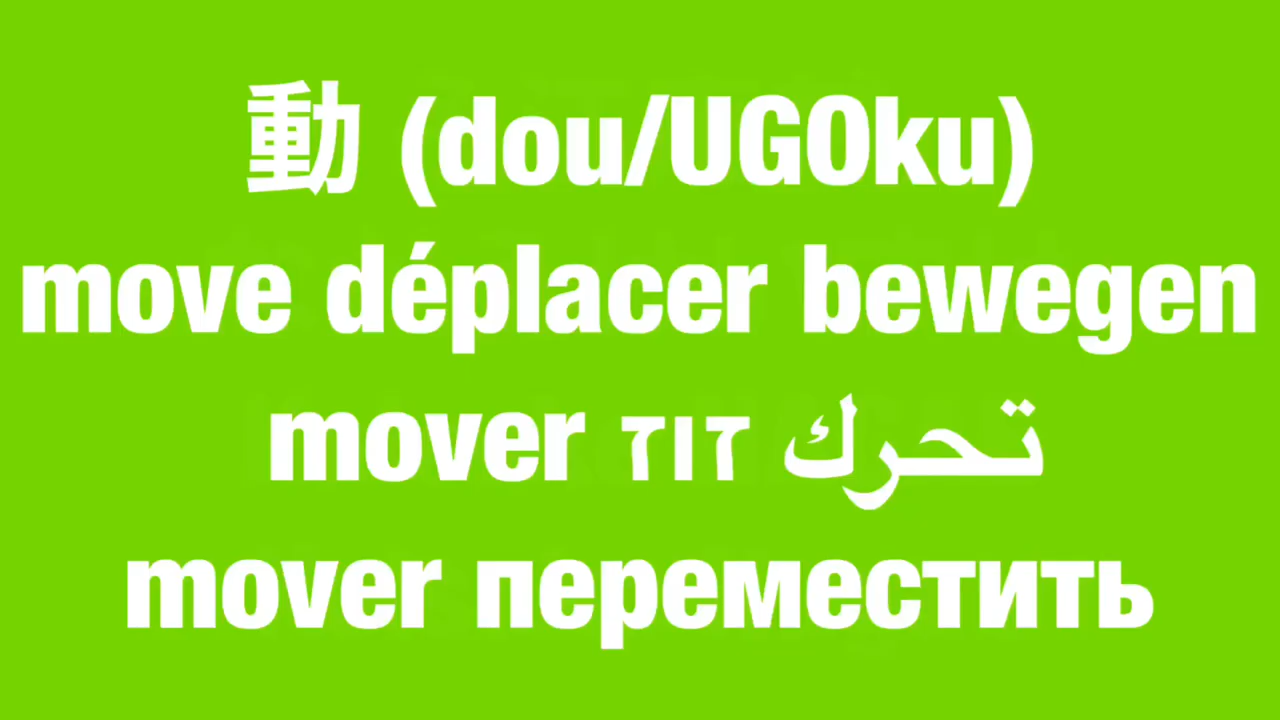 動 (dou/UGOku)
move déplacer bewegen
mover זוז تحرك
mover переместить